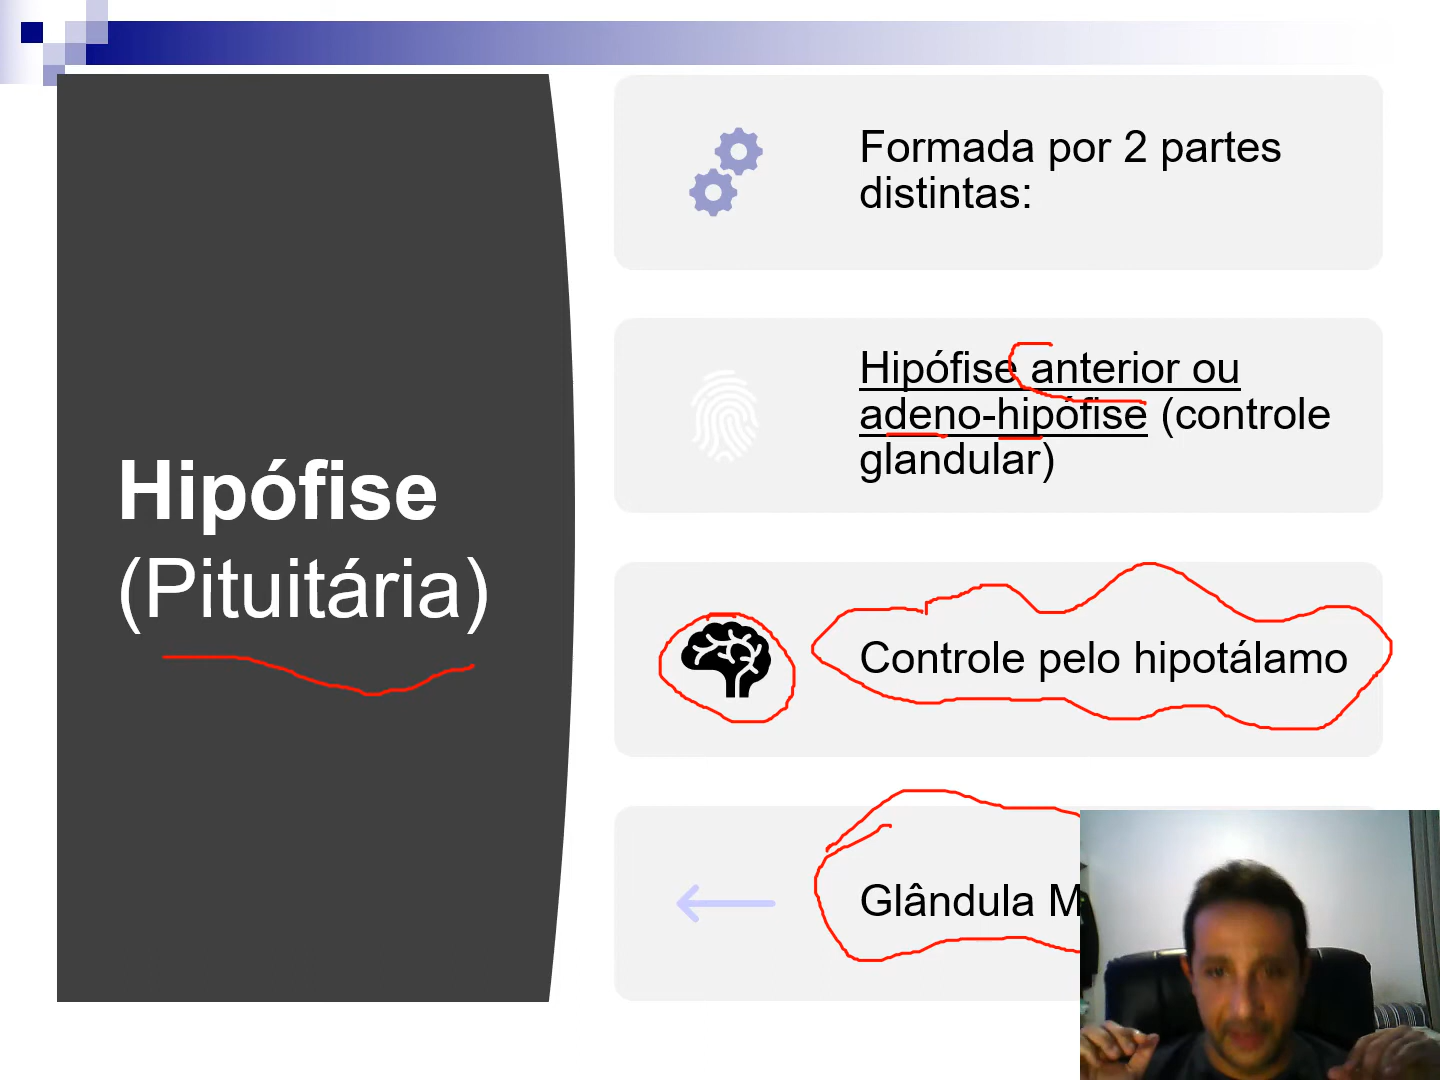 Hipófise
(Pituitária)
Formada por 2 partes
distintas:
Hipófise anterior ou
adeno-hipófise (controle
glandular)
Controle pelo hipotálamo
Glândula